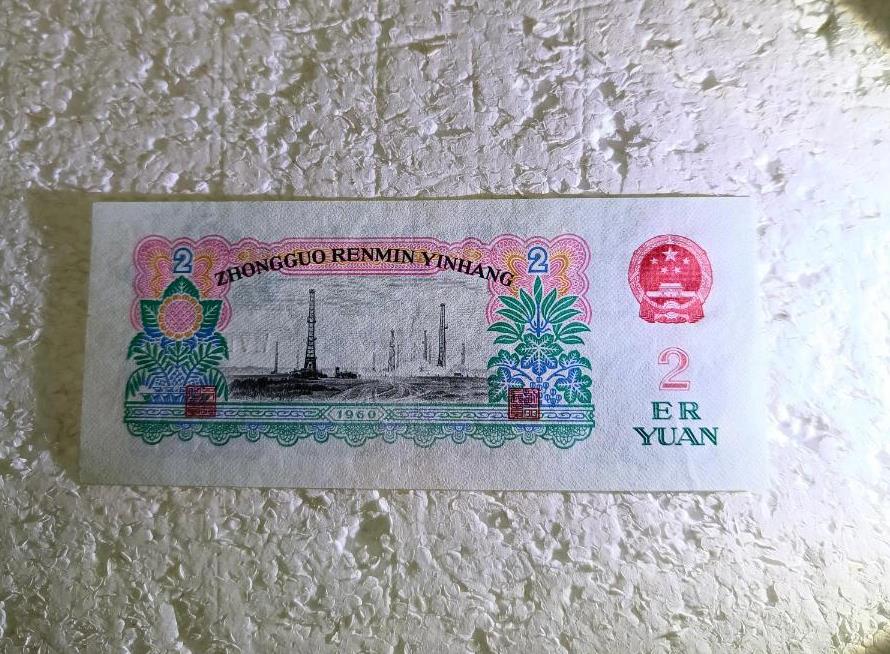 2
ZHONGGUO RENMIN YINHANG
2
1960
2
ER
YUAN